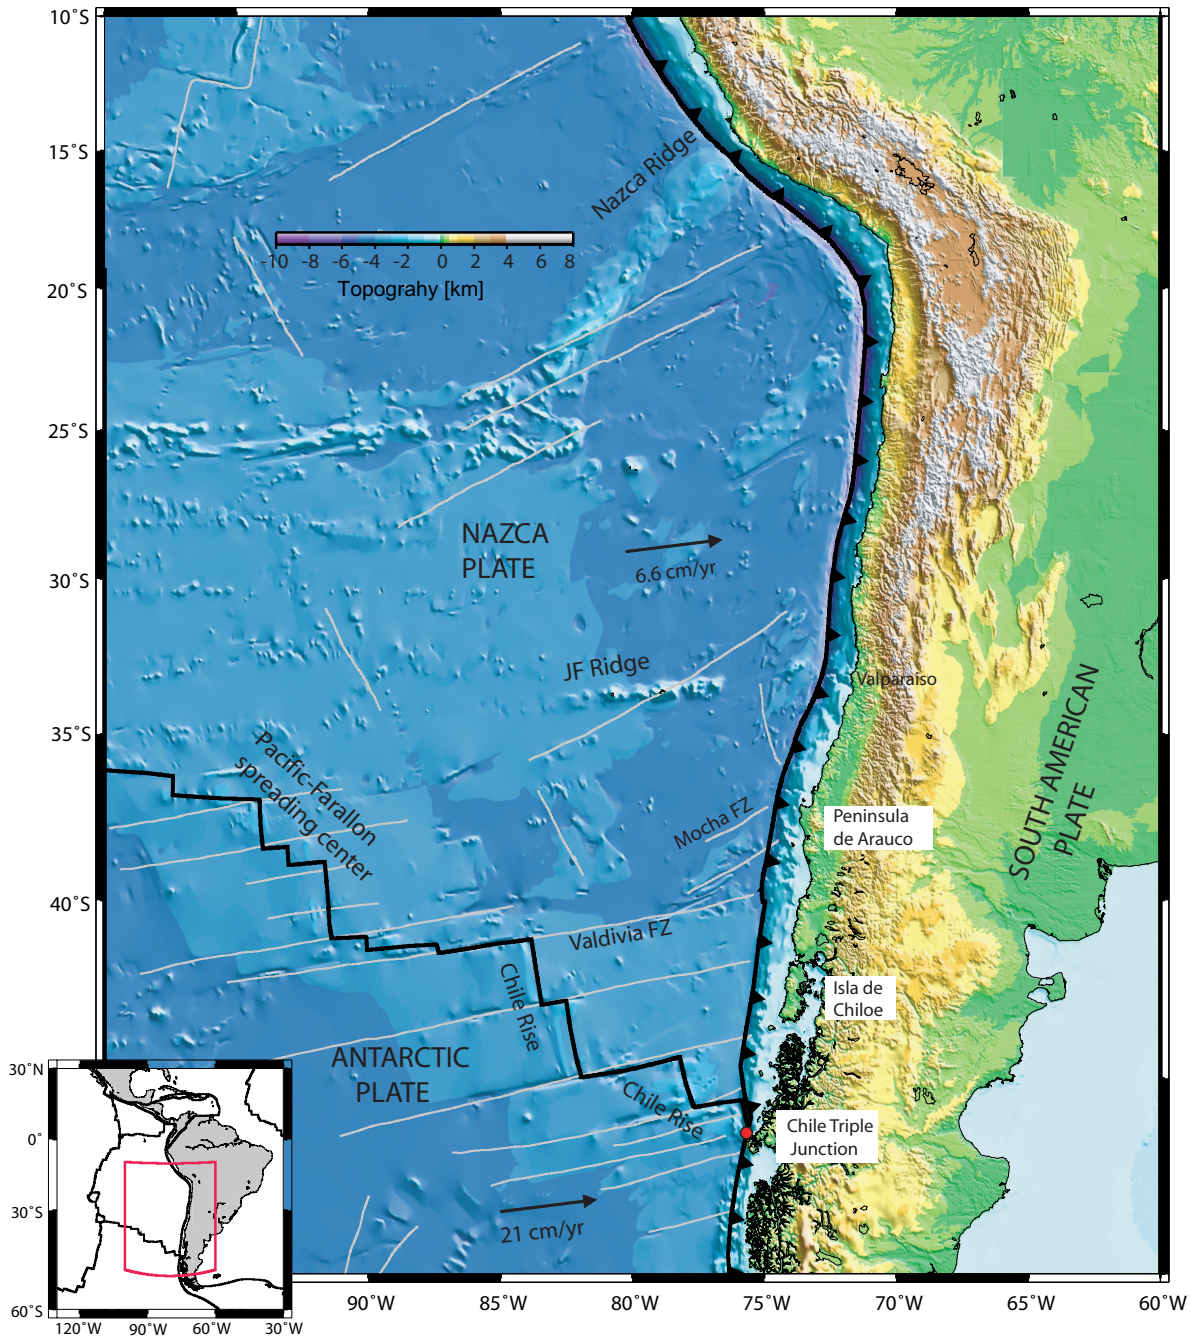 10°S
15°S
20°S
25°S
30°S
35°S
40°S
Nazca Ridge
-10 -8 -6 -4 -2 0 2 4 6 8
Topograhy [km]
NAZCA
PLATE
6.6 cm/yr
JF Ridge
Valparaiso
Pacific-Farallon
spreading center
SOUTH AMERICAN
PLATE
Mocha FZ
Peninsula
de Arauco
Valdivia FZ
Chile Rise
Isla de
Chiloe
ANTARCTIC
PLATE
Chile Rise
Chile Triple
Junction
21 cm/yr
90°W 85°W 80°W 75°W 70°W 65°W 60°W
30°N
0°
30°S
60°S
120°W 90°W 60°W 30°W